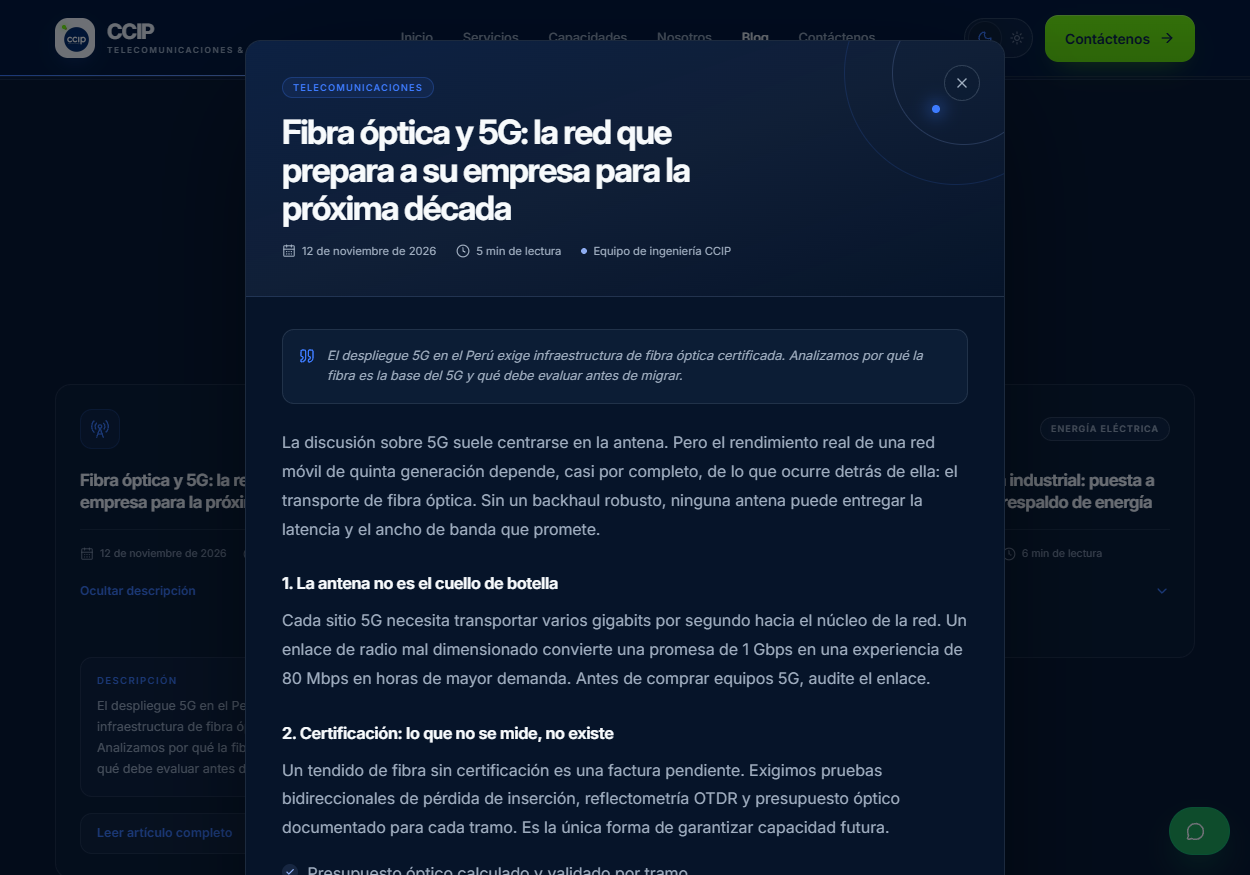 CCIP
CCIP
TELECOMUNICACIONES &
Inicio
Servicios
Capacidades
Nosotros
Blog
Contáctenos
Contáctenos
TELECOMUNICACIONES
Fibra óptica y 5G: la red que
prepara a su empresa para la
próxima década
12 de noviembre de 2026
5 min de lectura
Equipo de ingeniería CCIP
El despliegue 5G en el Perú exige infraestructura de fibra óptica certificada. Analizamos por qué la
fibra es la base del 5G y qué debe evaluar antes de migrar.
La discusión sobre 5G suele centrarse en la antena. Pero el rendimiento real de una red
móvil de quinta generación depende, casi por completo, de lo que ocurre detrás de ella: el
transporte de fibra óptica. Sin un backhaul robusto, ninguna antena puede entregar la
latencia y el ancho de banda que promete.
1. La antena no es el cuello de botella
Cada sitio 5G necesita transportar varios gigabits por segundo hacia el núcleo de la red. Un
enlace de radio mal dimensionado convierte una promesa de 1 Gbps en una experiencia de
80 Mbps en horas de mayor demanda. Antes de comprar equipos 5G, audite el enlace.
2. Certificación: lo que no se mide, no existe
Un tendido de fibra sin certificación es una factura pendiente. Exigimos pruebas
bidireccionales de pérdida de inserción, reflectometría OTDR y presupuesto óptico
documentado para cada tramo. Es la única forma de garantizar capacidad futura.
Presupuesto óptico calculado y validado por tramo
Fibra óptica y 5G: la re
empresa para la próxi
12 de noviembre de 2026
Ocultar descripción
DESCRIPCIÓN
El despliegue 5G en el Pe
infraestructura de fibra ó
Analizamos por qué la fib
qué debe evaluar antes d
Leer artículo completo
ENERGÍA ELÉCTRICA
industrial: puesta a
respaldo de energía
6 min de lectura